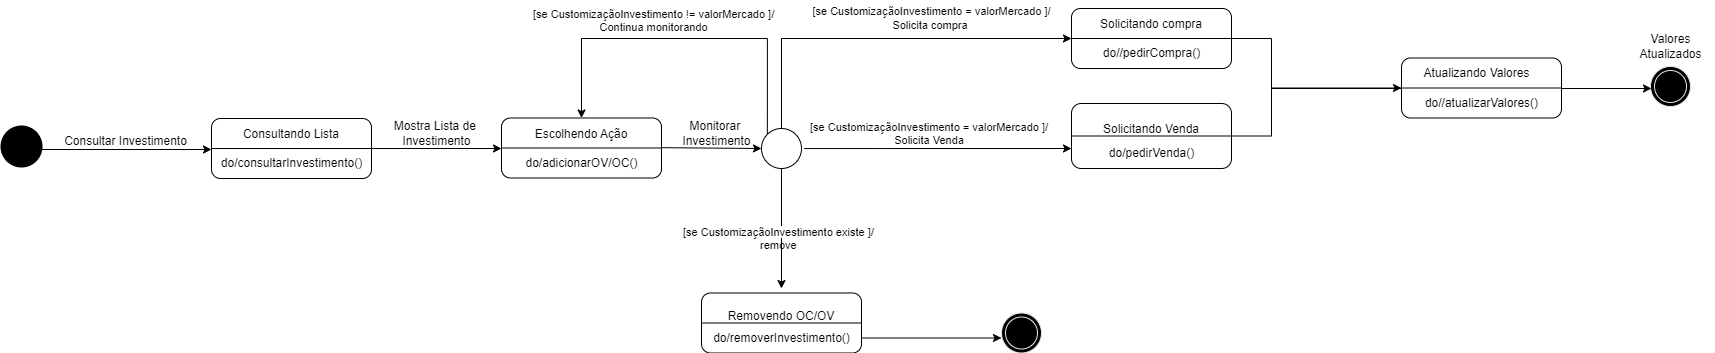 [se CustomizaçãoInvestimento != valorMercado ]/
Continua monitorando
[se CustomizaçãoInvestimento = valorMercado ]/
Solicita compra
Solicitando compra
do//pedirCompra()
Valores
Atualizados
Atualizando Valores
do//atualizarValores()
Consultar Investimento
Consultando Lista
do/consultarInvestimento()
Mostra Lista de
Investimento
Escolhendo Ação
do/adicionarOV/OC()
Monitorar
Investimento
[se CustomizaçãoInvestimento = valorMercado ]/
Solicita Venda
Solicitando Venda
do/pedirVenda()
[se CustomizaçãoInvestimento existe ]/
remove
Removendo OC/OV
do/removerInvestimento()